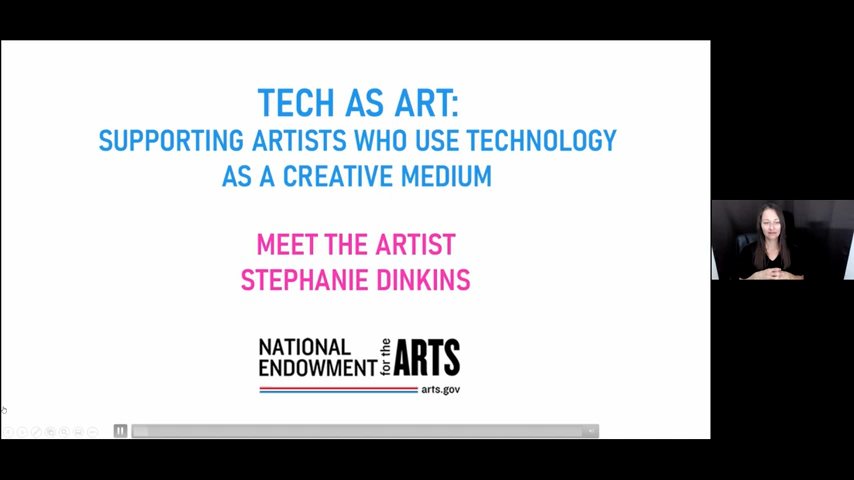 TECH AS ART:
SUPPORTING ARTISTS WHO USE TECHNOLOGY
AS A CREATIVE MEDIUM
MEET THE ARTIST
STEPHANIE DINKINS
NATIONAL
ENDOWMENT
for the
ARTS
arts.gov